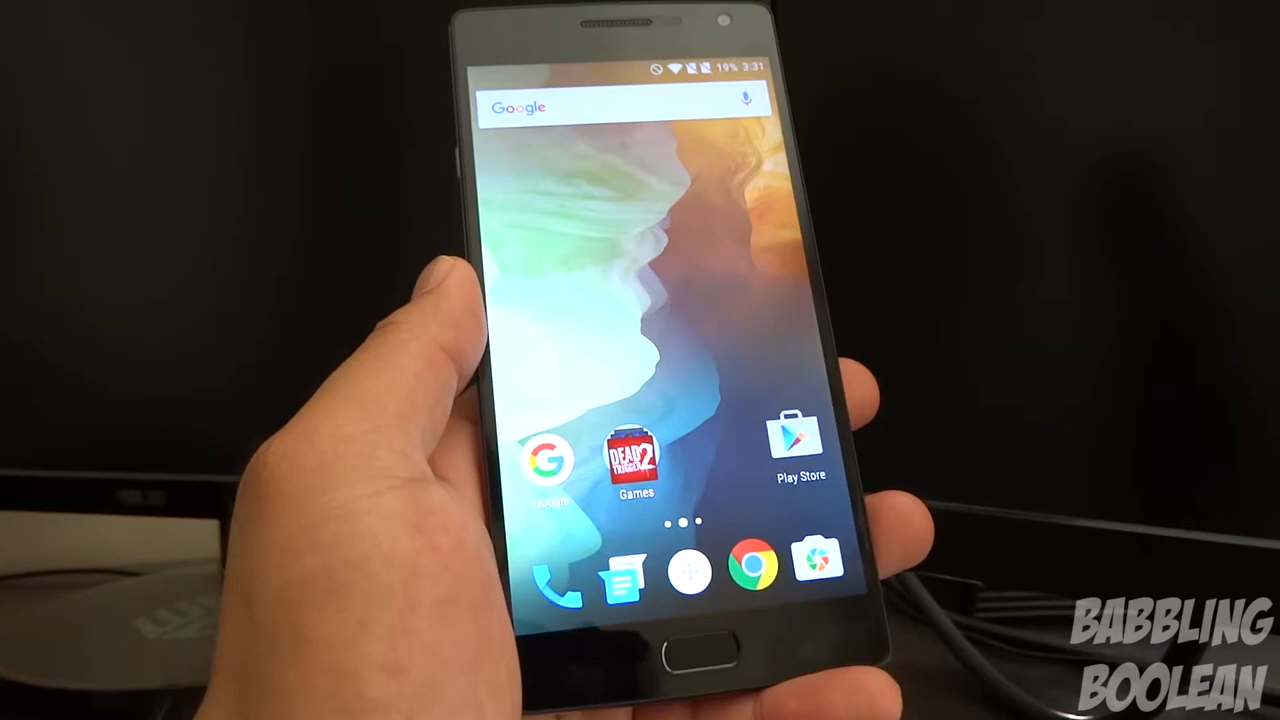 19% 3:31
Google
DEAD
TRIGGER 2
Google
Games
Play Store
BABBLING
BOOLEAN